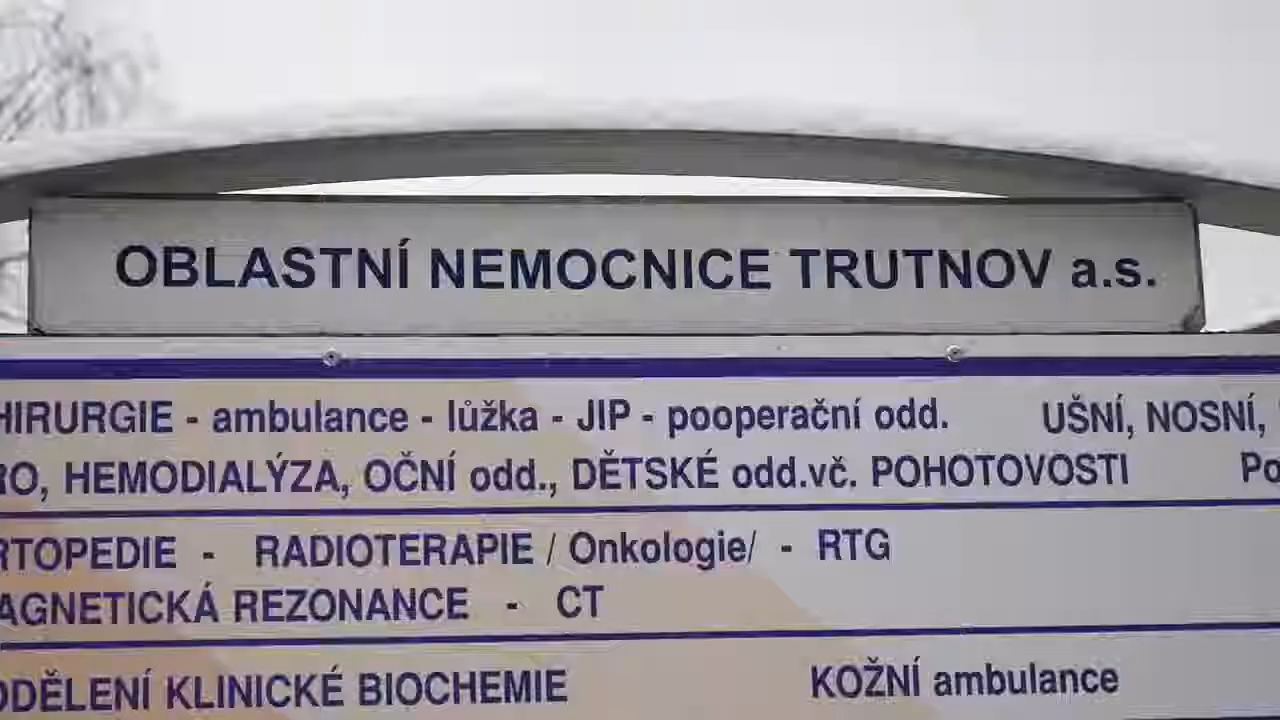 OBLASTNÍ NEMOCNICE TRUTNOV a.s.
HIRURGIE - ambulance - lůžka - JIP - pooperační odd. UŠNÍ, NOSNÍ,
RO, HEMODIALÝZA, OČNÍ odd., DĚTSKÉ odd.vč. POHOTOVOSTI Po
RTOPEDIE - RADIOTERAPIE / Onkologie/ - RTG
AGNETICKÁ REZONANCE - CT
DDĚLENÍ KLINICKÉ BIOCHEMIE KOŽNÍ ambulance